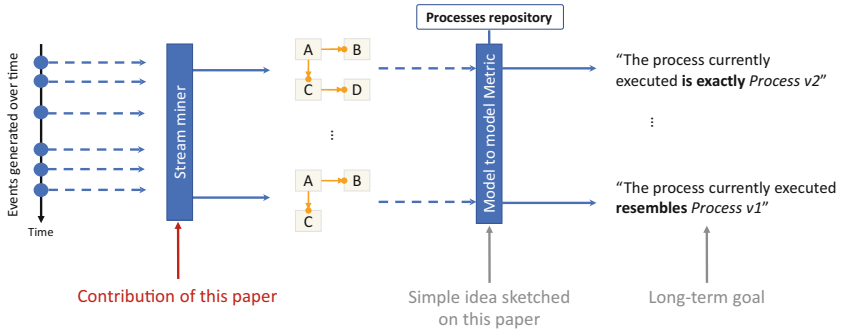 Processes repository
Events generated over time
Time
Stream miner
A B
C D
...
A B
C
Model to model Metric
“The process currently
executed is exactly Process v2”
...
“The process currently executed
resembles Process v1”
Contribution of this paper
Simple idea sketched
on this paper
Long-term goal